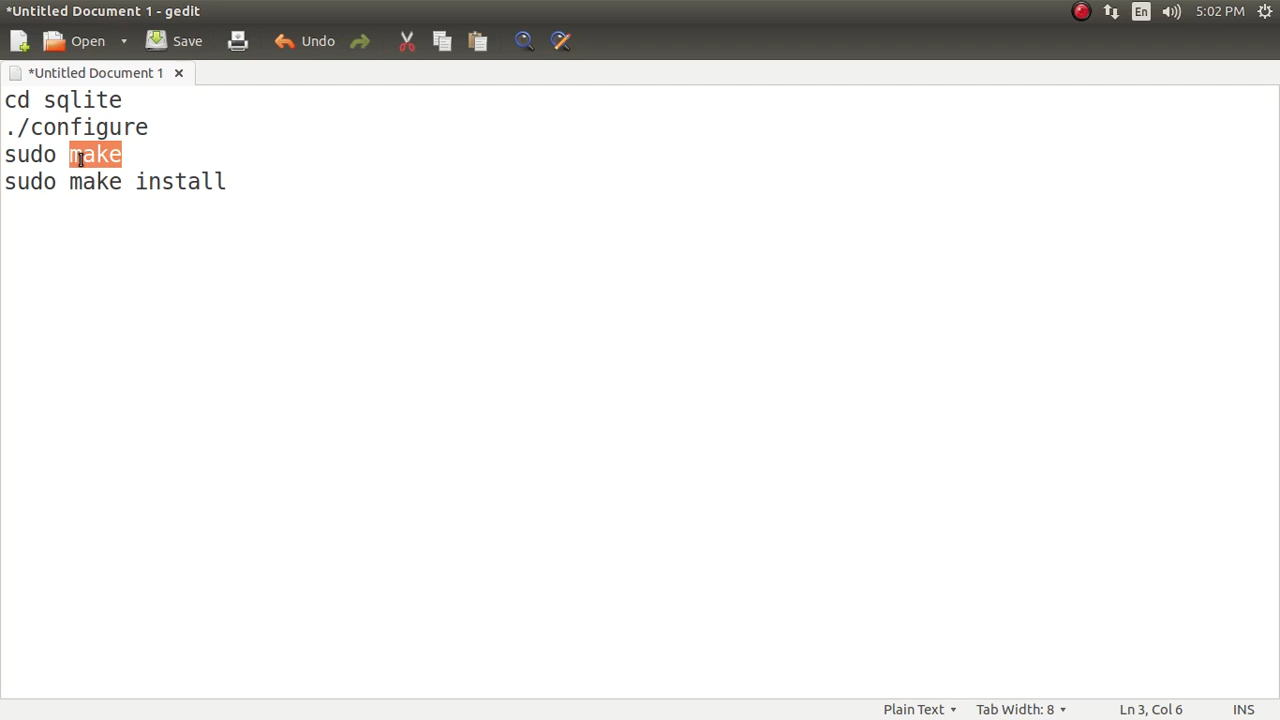 *Untitled Document 1 - gedit
En
5:02 PM
Open
Save
Undo
*Untitled Document 1
cd sqlite
./configure
sudo make
sudo make install
Plain Text
Tab Width: 8
Ln 3, Col 6
INS